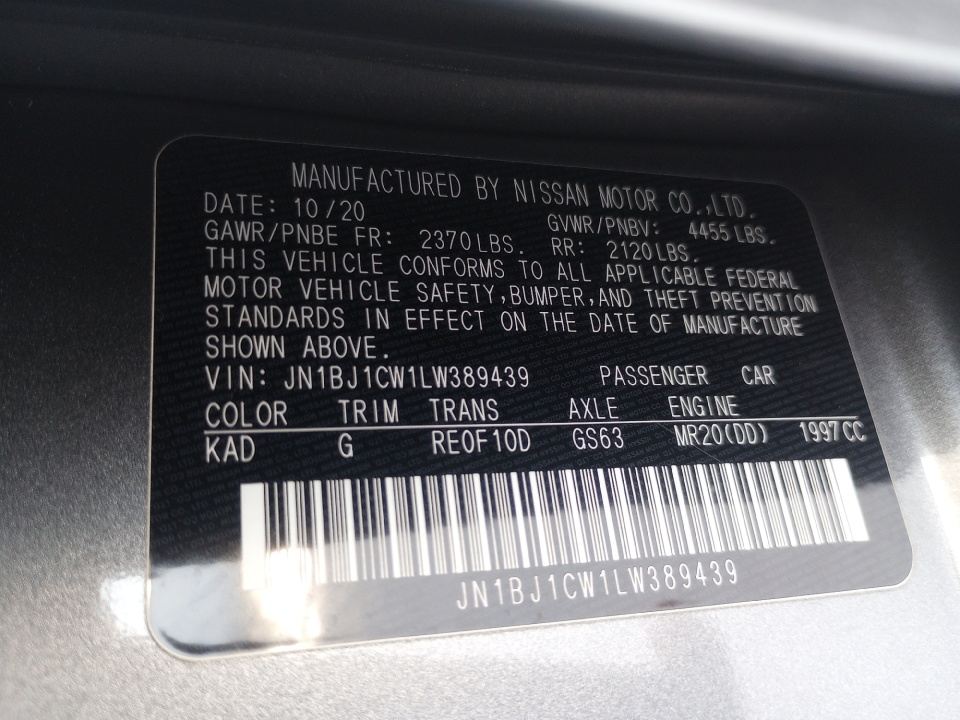 MANUFACTURED BY NISSAN MOTOR CO.,LTD.
DATE: 10/20 GVWR/PNBV: 4455 LBS.
GAWR/PNBE FR: 2370 LBS. RR: 2120 LBS.
THIS VEHICLE CONFORMS TO ALL APPLICABLE FEDERAL
MOTOR VEHICLE SAFETY,BUMPER,AND THEFT PREVENTION
STANDARDS IN EFFECT ON THE DATE OF MANUFACTURE
SHOWN ABOVE.
VIN: JN1BJ1CW1LW389439 PASSENGER CAR
COLOR TRIM TRANS AXLE ENGINE
KAD G RE0F10D GS63 MR20(DD) 1997CC
JN1BJ1CW1LW389439